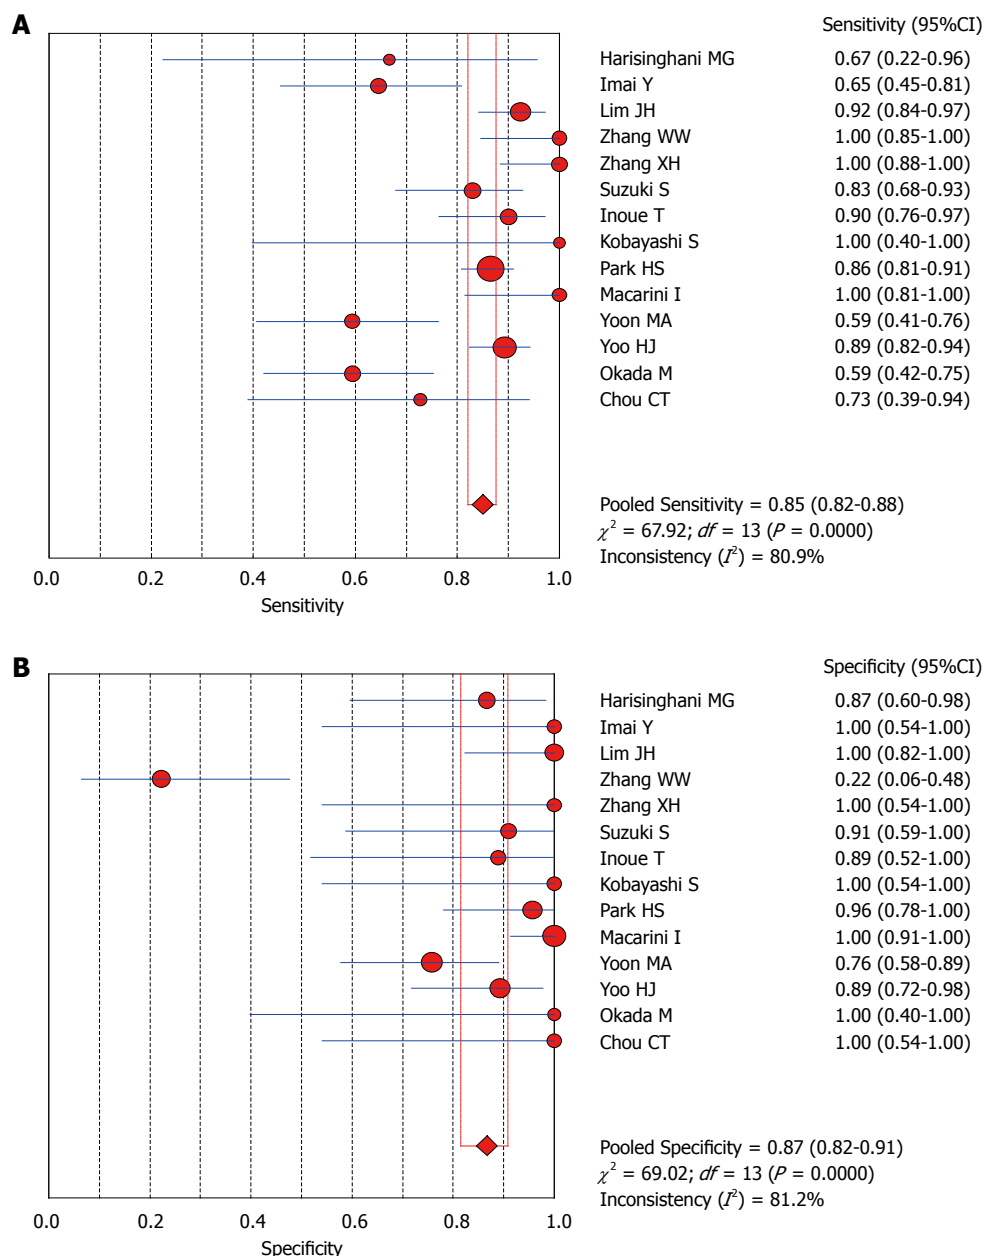 A
Sensitivity (95%CI)
Harisinghani MG 0.67 (0.22-0.96)
Imai Y 0.65 (0.45-0.81)
Lim JH 0.92 (0.84-0.97)
Zhang WW 1.00 (0.85-1.00)
Zhang XH 1.00 (0.88-1.00)
Suzuki S 0.83 (0.68-0.93)
Inoue T 0.90 (0.76-0.97)
Kobayashi S 1.00 (0.40-1.00)
Park HS 0.86 (0.81-0.91)
Macarini I 1.00 (0.81-1.00)
Yoon MA 0.59 (0.41-0.76)
Yoo HJ 0.89 (0.82-0.94)
Okada M 0.59 (0.42-0.75)
Chou CT 0.73 (0.39-0.94)
Pooled Sensitivity = 0.85 (0.82-0.88)
χ² = 67.92; df = 13 (P = 0.0000)
Inconsistency (I²) = 80.9%
0.0 0.2 0.4 0.6 0.8 1.0
Sensitivity
B
Specificity (95%CI)
Harisinghani MG 0.87 (0.60-0.98)
Imai Y 1.00 (0.54-1.00)
Lim JH 1.00 (0.82-1.00)
Zhang WW 0.22 (0.06-0.48)
Zhang XH 1.00 (0.54-1.00)
Suzuki S 0.91 (0.59-1.00)
Inoue T 0.89 (0.52-1.00)
Kobayashi S 1.00 (0.54-1.00)
Park HS 0.96 (0.78-1.00)
Macarini I 1.00 (0.91-1.00)
Yoon MA 0.76 (0.58-0.89)
Yoo HJ 0.89 (0.72-0.98)
Okada M 1.00 (0.40-1.00)
Chou CT 1.00 (0.54-1.00)
Pooled Specificity = 0.87 (0.82-0.91)
χ² = 69.02; df = 13 (P = 0.0000)
Inconsistency (I²) = 81.2%
0.0 0.2 0.4 0.6 0.8 1.0
Specificity